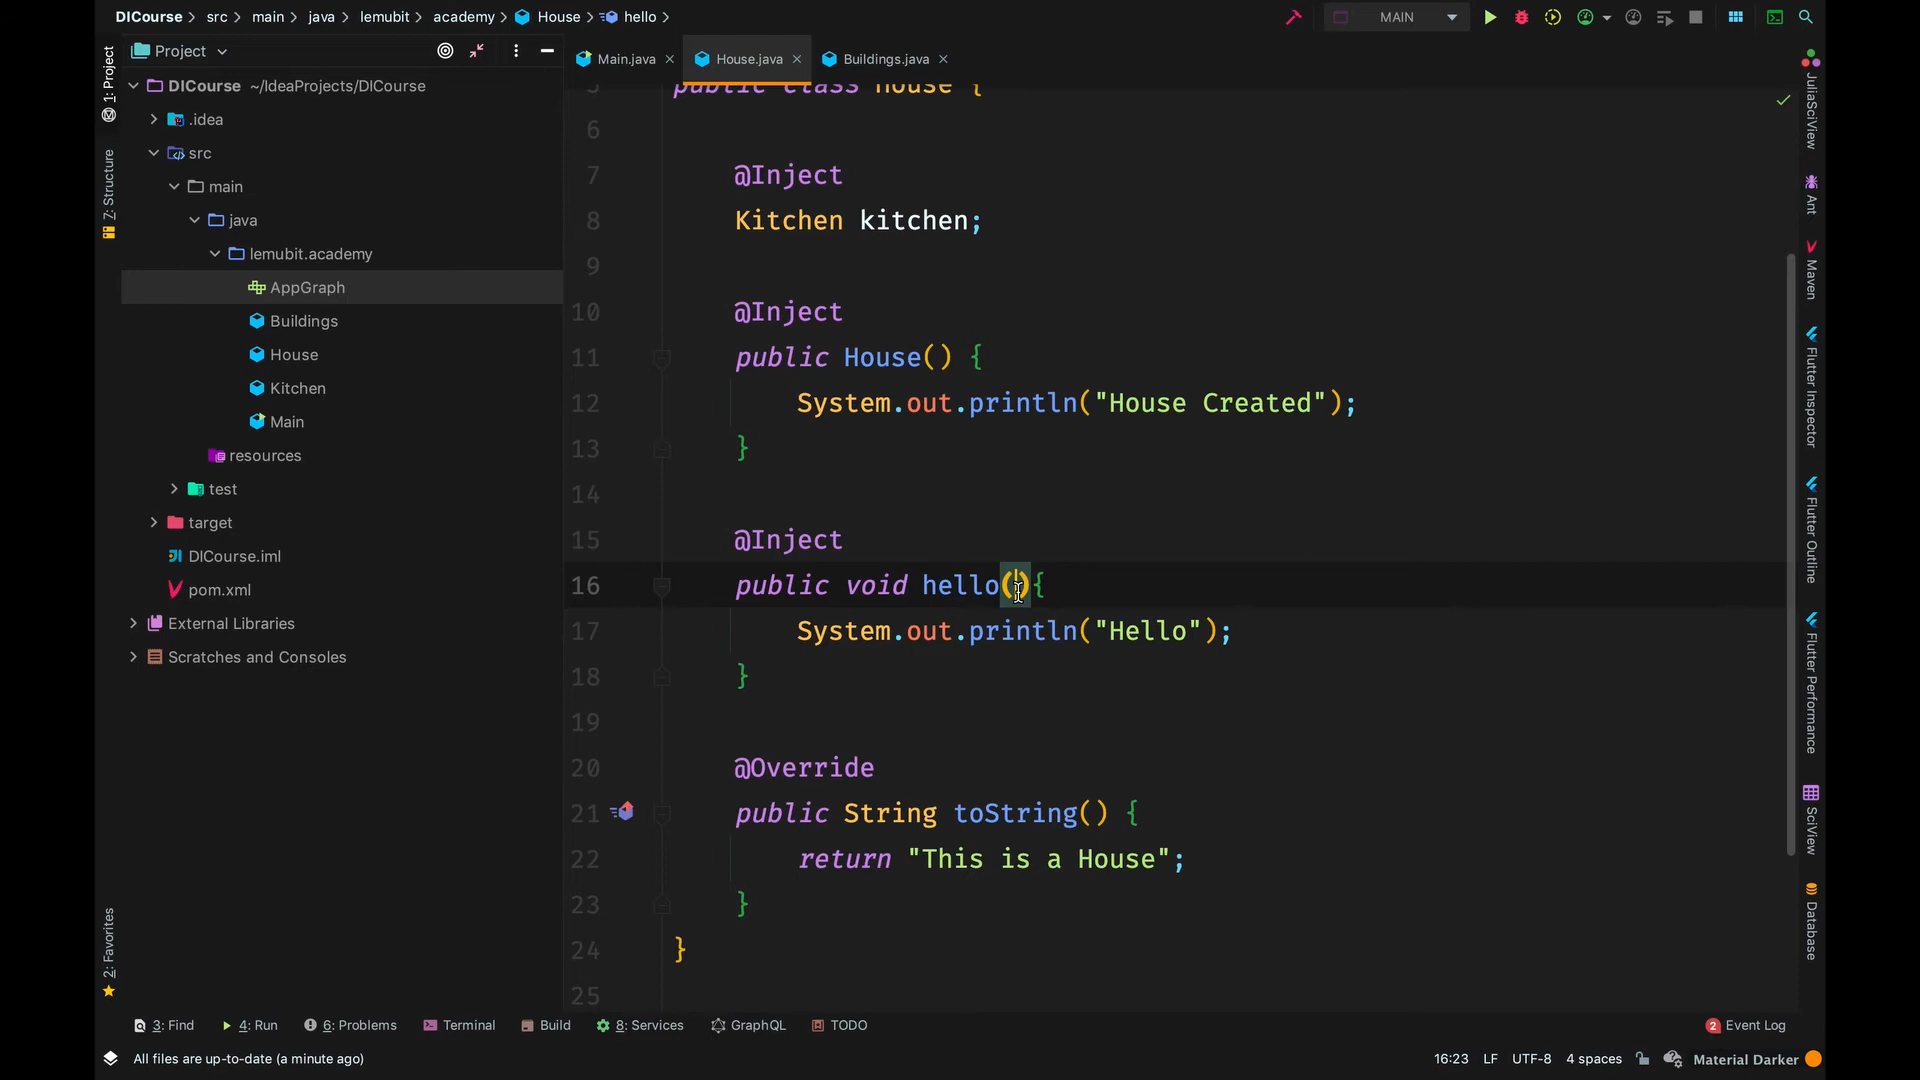 DICourse src main java lemubit academy House hello
MAIN
Project
Main.java
House.java
Buildings.java
1: Project
7: Structure
2: Favorites
DICourse ~/IdeaProjects/DICourse
.idea
src
main
java
lemubit.academy
AppGraph
Buildings
House
Kitchen
Main
resources
test
target
DICourse.iml
pom.xml
External Libraries
Scratches and Consoles
5 public class House {
6
7 @Inject
8 Kitchen kitchen;
9
10 @Inject
11 public House() {
12 System.out.println("House Created");
13 }
14
15 @Inject
16 public void hello(){
17 System.out.println("Hello");
18 }
19
20 @Override
21 public String toString() {
22 return "This is a House";
23 }
24 }
25
JuliaSciView
Ant
Maven
Flutter Inspector
Flutter Outline
Flutter Performance
SciView
Database
3: Find
4: Run
6: Problems
Terminal
Build
8: Services
GraphQL
TODO
2 Event Log
All files are up-to-date (a minute ago)
16:23 LF UTF-8 4 spaces Material Darker